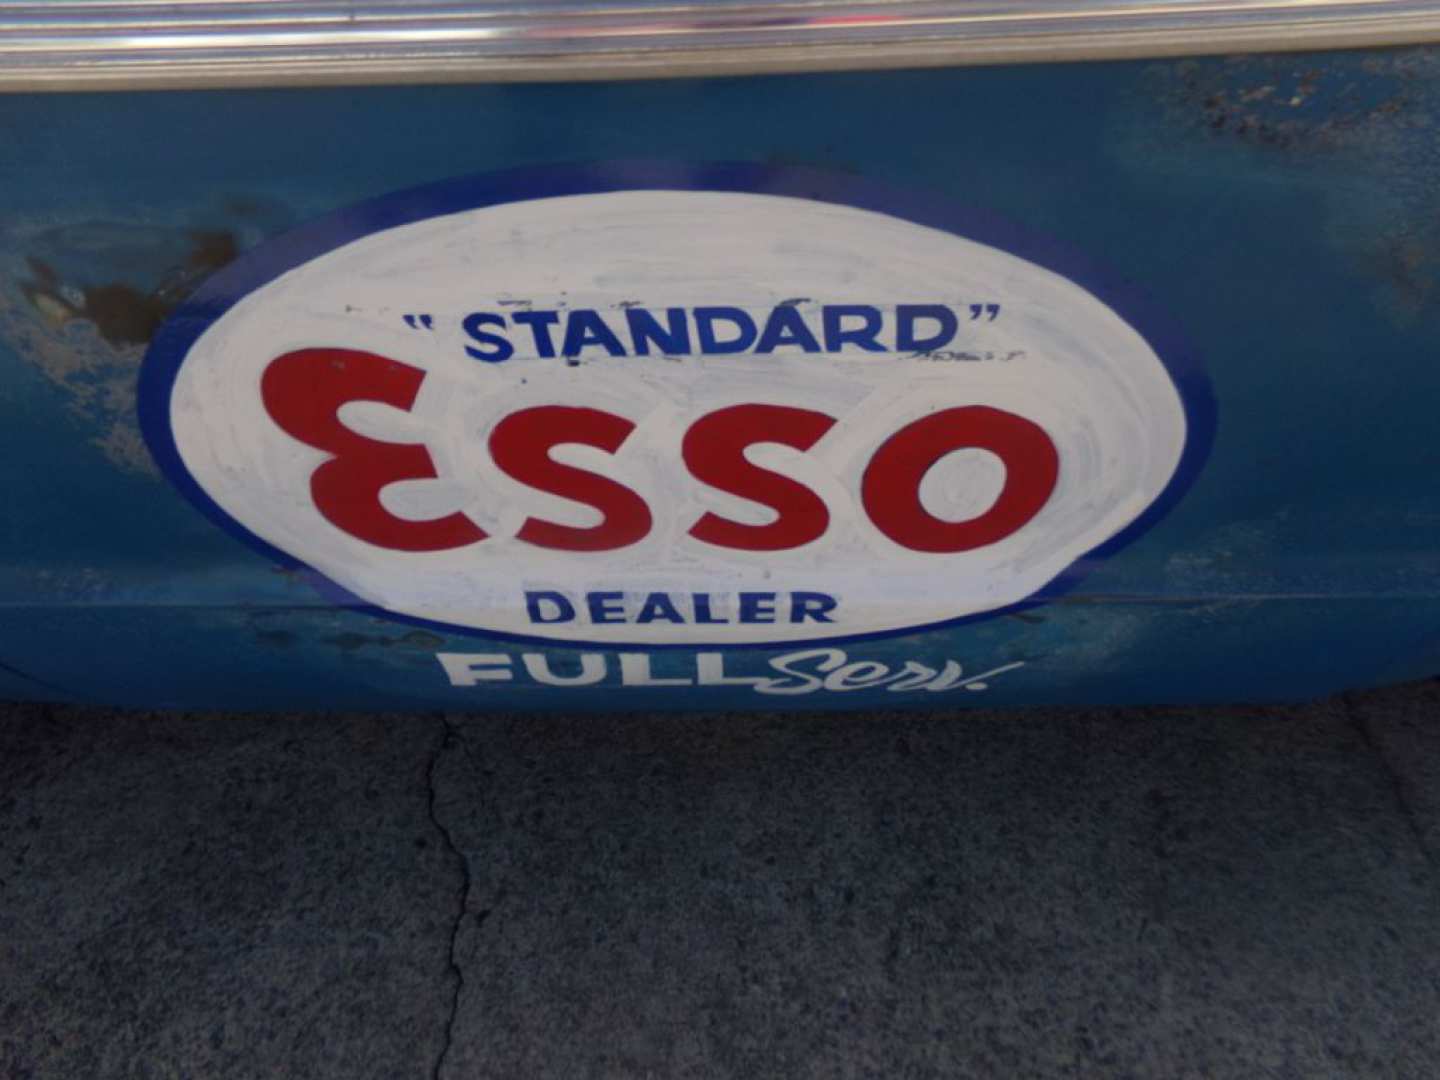 "STANDARD"
Esso
DEALER
FULL Serv.